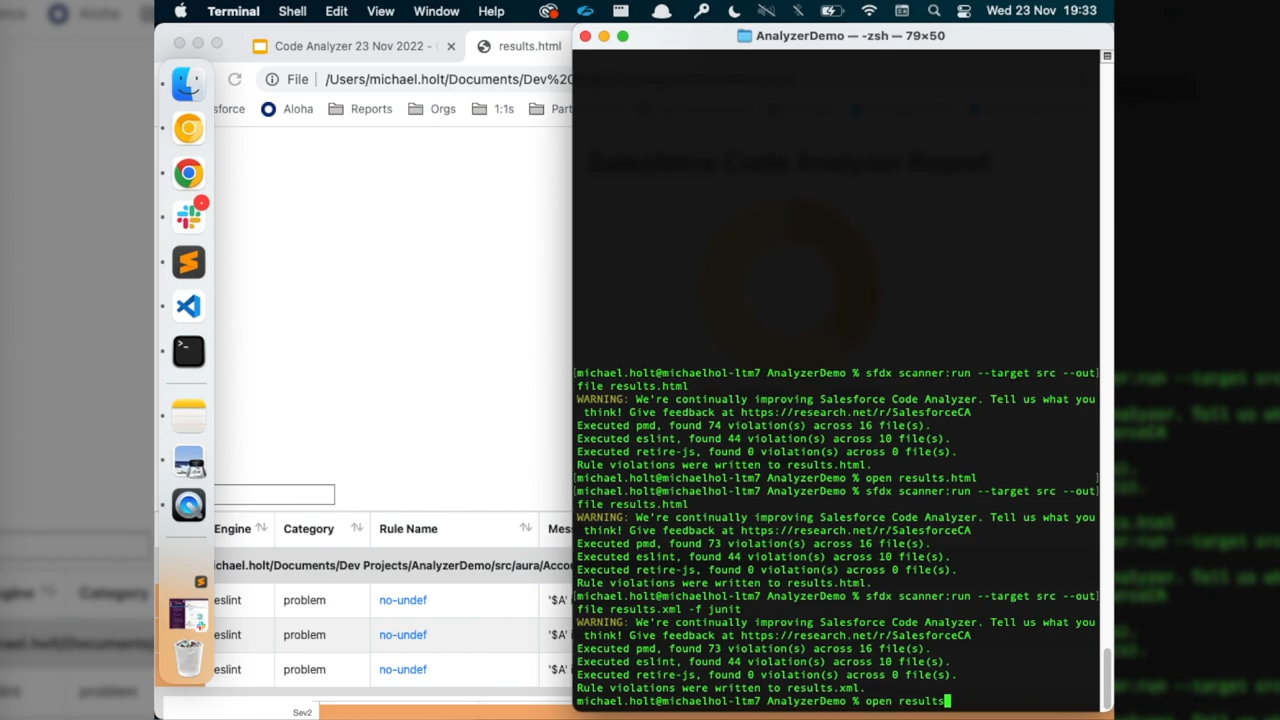 Terminal Shell Edit View Window Help Wed 23 Nov 19:33
Code Analyzer 23 Nov 2022 -
results.html
File | /Users/michael.holt/Documents/Dev%20
sforce Aloha Reports Orgs 1:1s Part
Engine Category Rule Name Mes
ichael.holt/Documents/Dev Projects/AnalyzerDemo/src/aura/Accou
eslint problem no-undef '$A' i
eslint problem no-undef '$A' i
eslint problem no-undef '$A' i
Sev2
AnalyzerDemo — -zsh — 79×50
Salesforce Code Analyzer Report
[michael.holt@michaelhol-ltm7 AnalyzerDemo % sfdx scanner:run --target src --out]
file results.html
WARNING: We're continually improving Salesforce Code Analyzer. Tell us what you
think! Give feedback at https://research.net/r/SalesforceCA
Executed pmd, found 74 violation(s) across 16 file(s).
Executed eslint, found 44 violation(s) across 10 file(s).
Executed retire-js, found 0 violation(s) across 0 file(s).
Rule violations were written to results.html.
[michael.holt@michaelhol-ltm7 AnalyzerDemo % open results.html ]
[michael.holt@michaelhol-ltm7 AnalyzerDemo % sfdx scanner:run --target src --out]
file results.html
WARNING: We're continually improving Salesforce Code Analyzer. Tell us what you
think! Give feedback at https://research.net/r/SalesforceCA
Executed pmd, found 73 violation(s) across 16 file(s).
Executed eslint, found 44 violation(s) across 10 file(s).
Executed retire-js, found 0 violation(s) across 0 file(s).
Rule violations were written to results.html.
[michael.holt@michaelhol-ltm7 AnalyzerDemo % sfdx scanner:run --target src --out]
file results.xml -f junit
WARNING: We're continually improving Salesforce Code Analyzer. Tell us what you
think! Give feedback at https://research.net/r/SalesforceCA
Executed pmd, found 73 violation(s) across 16 file(s).
Executed eslint, found 44 violation(s) across 10 file(s).
Executed retire-js, found 0 violation(s) across 0 file(s).
Rule violations were written to results.xml.
michael.holt@michaelhol-ltm7 AnalyzerDemo % open results